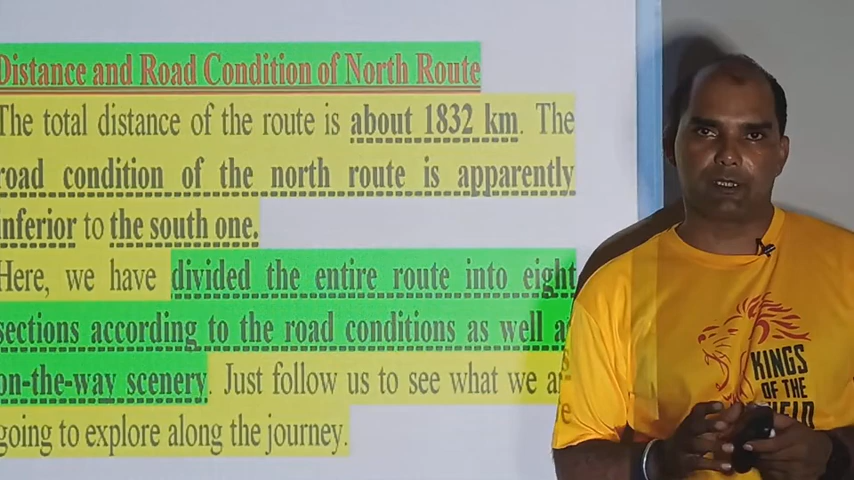 Distance and Road Condition of North Route
The total distance of the route is about 1832 km. The
road condition of the north route is apparently
inferior to the south one.
Here, we have divided the entire route into eight
sections according to the road conditions as well
on-the-way scenery. Just follow us to see what we
going to explore along the journey.
KINGS
OF THE